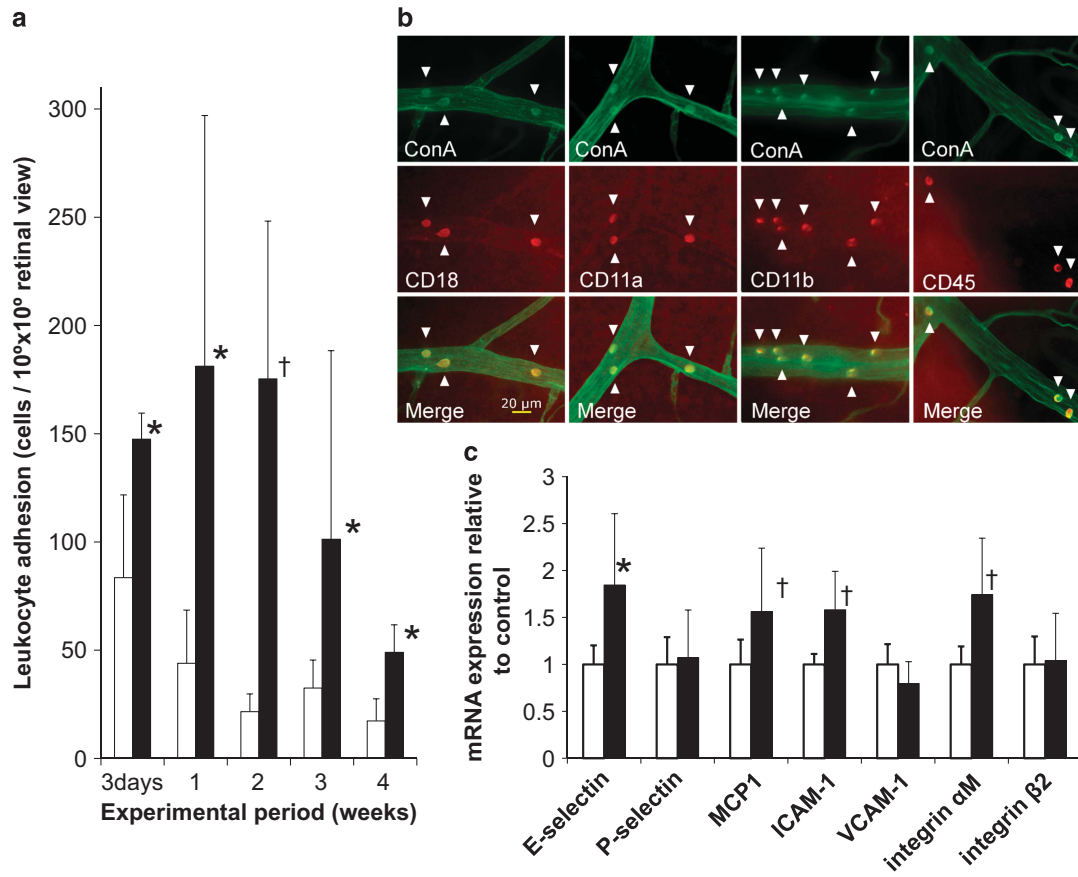 a
Leukocyte adhesion (cells / 10ºx10º retinal view)
300
250
200
150
100
50
0
*
*
†
*
*
3days 1 2 3 4
Experimental period (weeks)
b
ConA ConA ConA ConA
CD18 CD11a CD11b CD45
Merge 20 µm Merge Merge Merge
c
mRNA expression relative
to control
3
2.5
2
1.5
1
0.5
0
*
†
†
†
E-selectin
P-selectin
MCP1
ICAM-1
VCAM-1
integrin αM
integrin β2